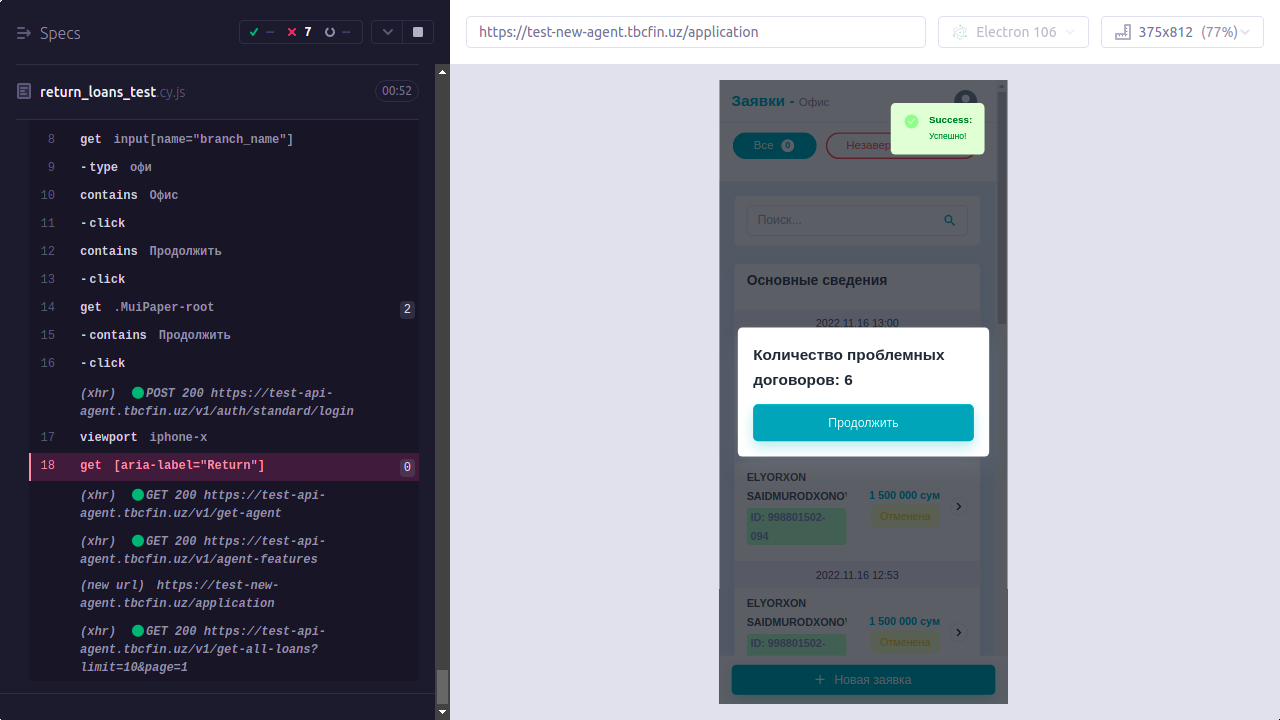 Specs
✓ -- ✕ 7 --
https://test-new-agent.tbcfin.uz/application
Electron 106
375x812 (77%)
return_loans_test.cy.js
00:52
8 get input[name="branch_name"]
9 -type офи
10 contains Офис
11 -click
12 contains Продолжить
13 -click
14 get .MuiPaper-root 2
15 -contains Продолжить
16 -click
(xhr) POST 200 https://test-api-
agent.tbcfin.uz/v1/auth/standard/login
17 viewport iphone-x
18 get [aria-label="Return"] 0
(xhr) GET 200 https://test-api-
agent.tbcfin.uz/v1/get-agent
(xhr) GET 200 https://test-api-
agent.tbcfin.uz/v1/agent-features
(new url) https://test-new-
agent.tbcfin.uz/application
(xhr) GET 200 https://test-api-
agent.tbcfin.uz/v1/get-all-loans?
limit=10&page=1
Заявки - Офис
Success:
Успешно!
Все 0
Незавер
Поиск...
Основные сведения
2022.11.16 13:00
Количество проблемных
договоров: 6
Продолжить
ELYORXON
SAIDMURODXONOV
1 500 000 сум
ID: 998801502-
094
Отменена
2022.11.16 12:53
ELYORXON
SAIDMURODXONOV
1 500 000 сум
ID: 998801502-
Отменена
+ Новая заявка